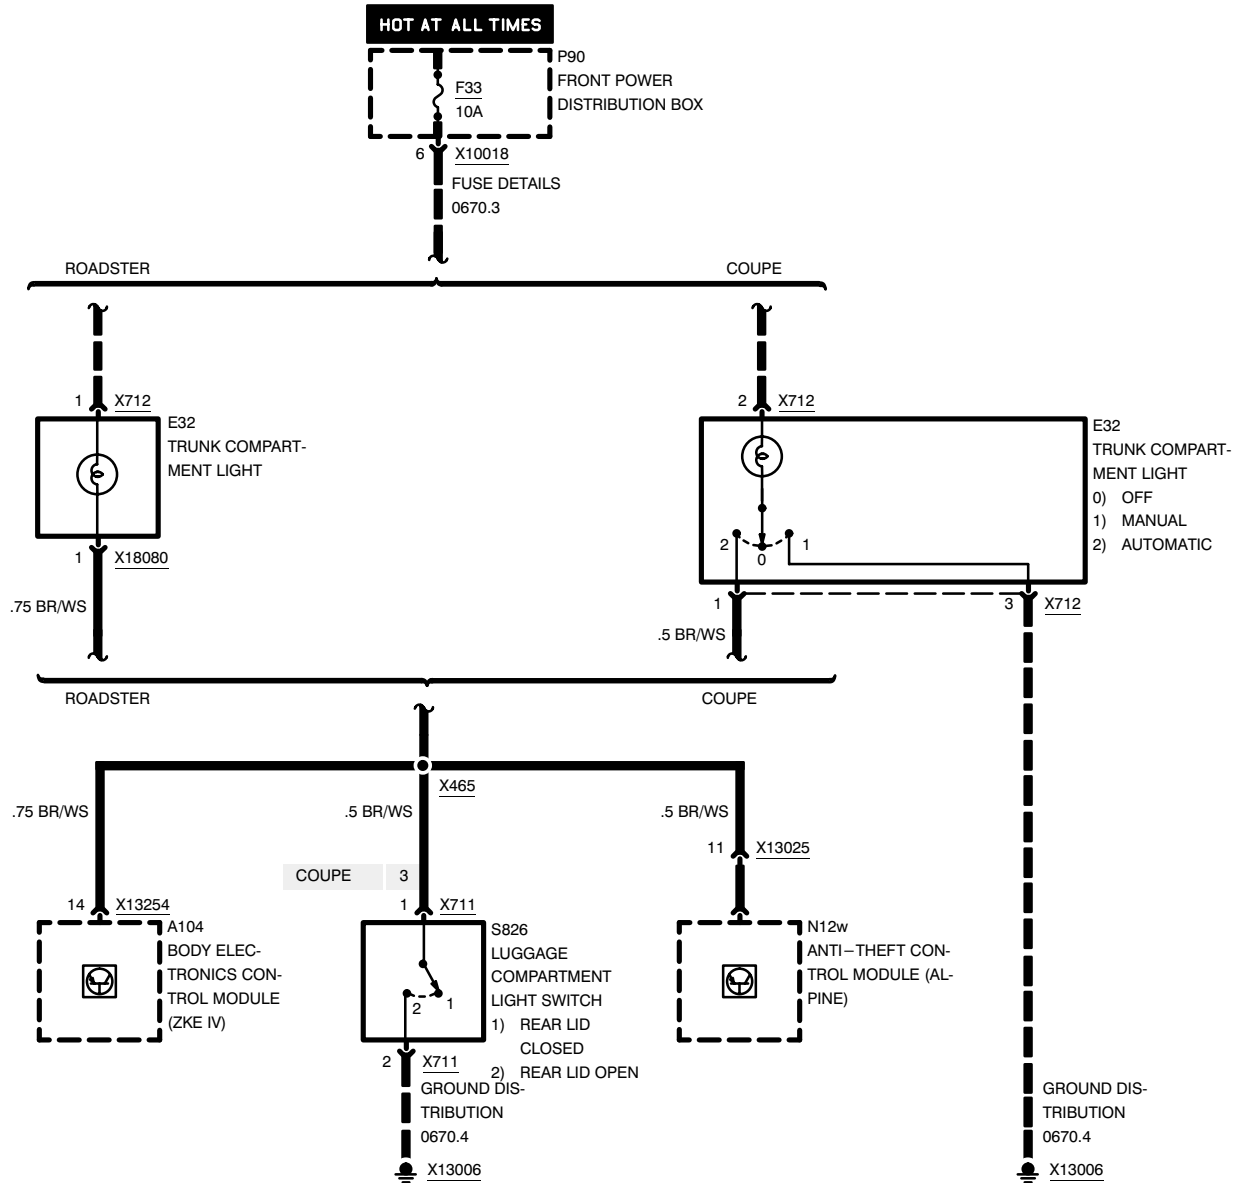 HOT AT ALL TIMES
P90
FRONT POWER
DISTRIBUTION BOX
F33
10A
6
X10018
FUSE DETAILS
0670.3
ROADSTER
COUPE
1
X712
E32
TRUNK COMPART-
MENT LIGHT
1
X18080
.75 BR/WS
2
X712
E32
TRUNK COMPART-
MENT LIGHT
0) OFF
1) MANUAL
2) AUTOMATIC
2
0
1
1
3
X712
.5 BR/WS
ROADSTER
COUPE
X465
.75 BR/WS
.5 BR/WS
.5 BR/WS
11
X13025
COUPE
3
14
X13254
A104
BODY ELEC-
TRONICS CON-
TROL MODULE
(ZKE IV)
1
X711
S826
LUGGAGE
COMPARTMENT
LIGHT SWITCH
1) REAR LID
CLOSED
2) REAR LID OPEN
2
1
2
X711
GROUND DIS-
TRIBUTION
0670.4
X13006
N12w
ANTI–THEFT CON-
TROL MODULE (AL-
PINE)
GROUND DIS-
TRIBUTION
0670.4
X13006